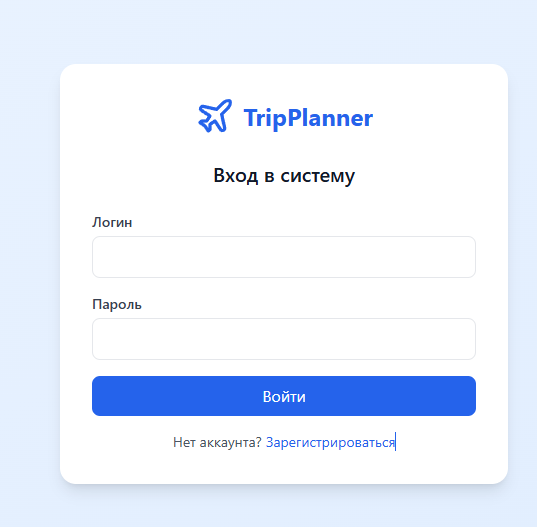 TripPlanner
Вход в систему
Логин
Пароль
Войти
Нет аккаунта? Зарегистрироваться